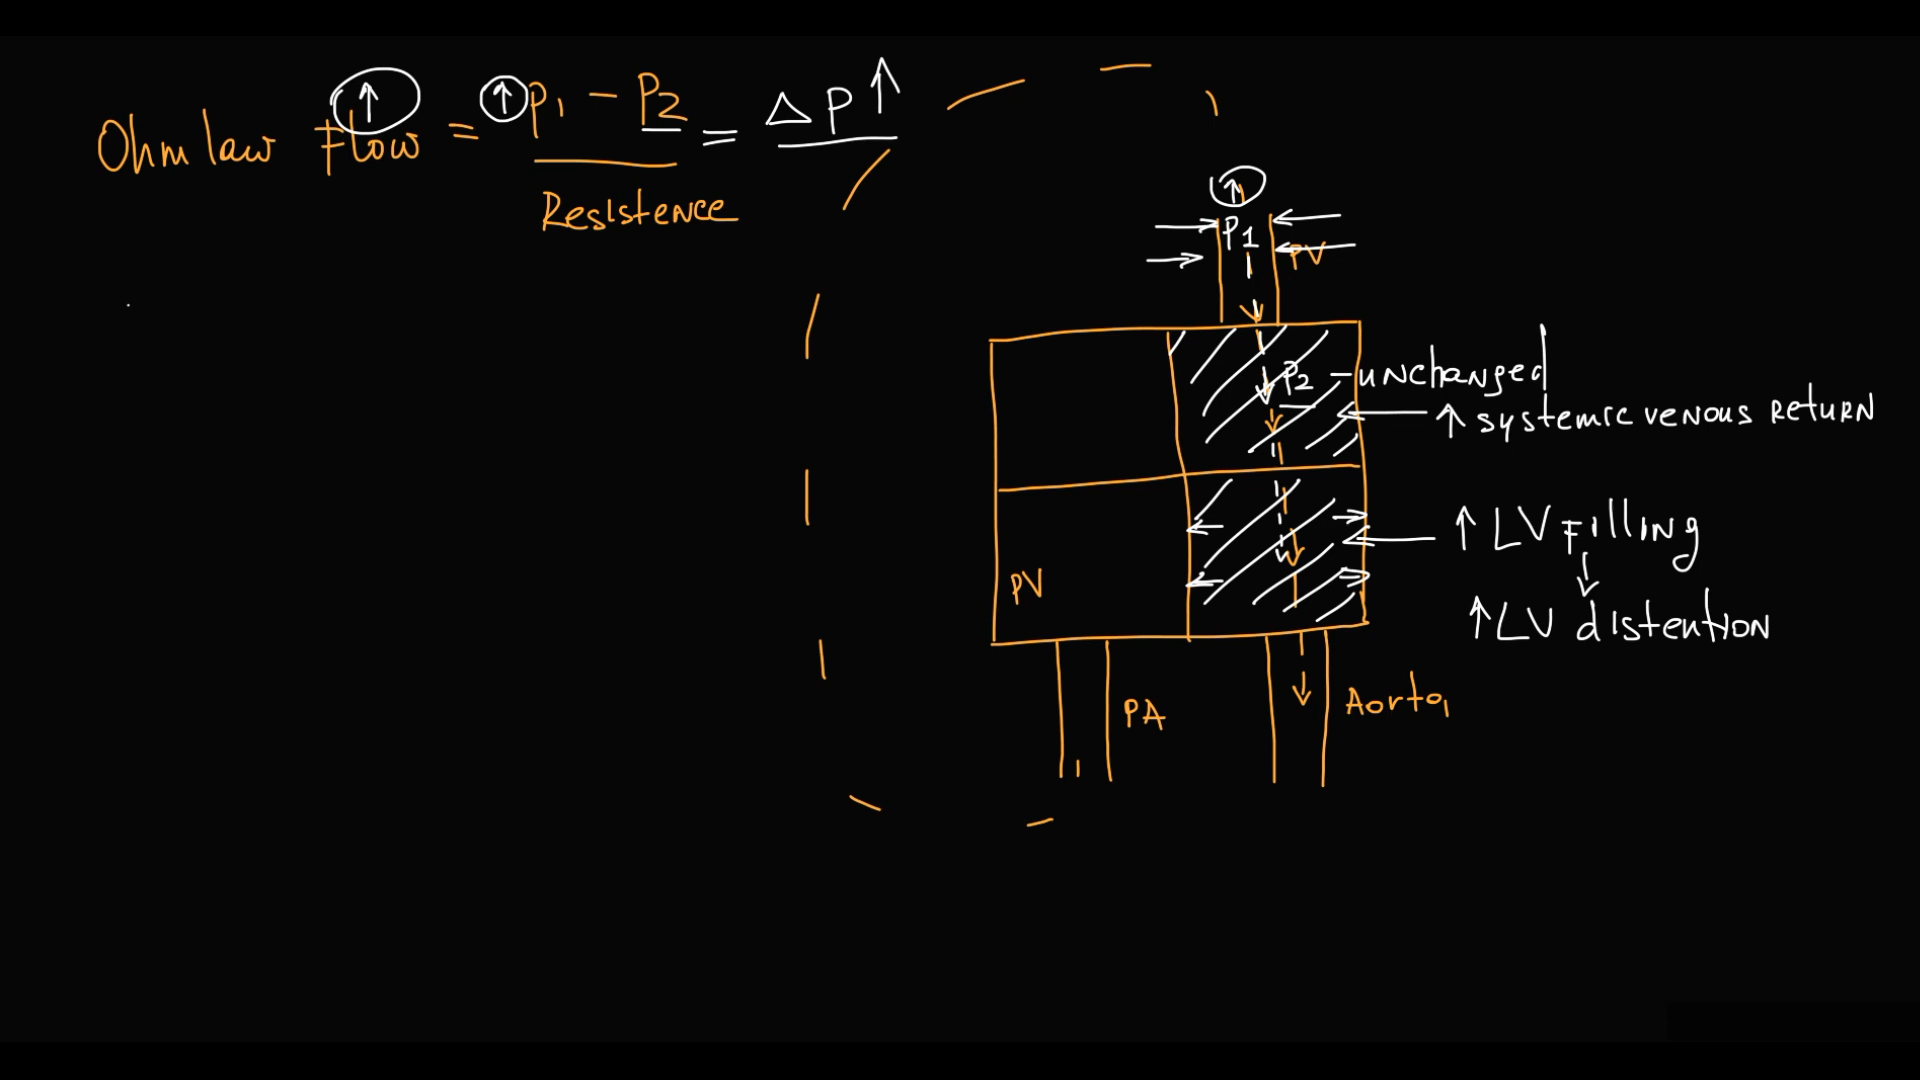 Ohm law Flow ↑ = ↑ P1 - P2 = Δ P ↑
Resistence
↑
P1
PV
P2 - unchanged
↑ systemic venous return
↑ LV Filling
PV
↑ LV distention
PA
Aorta